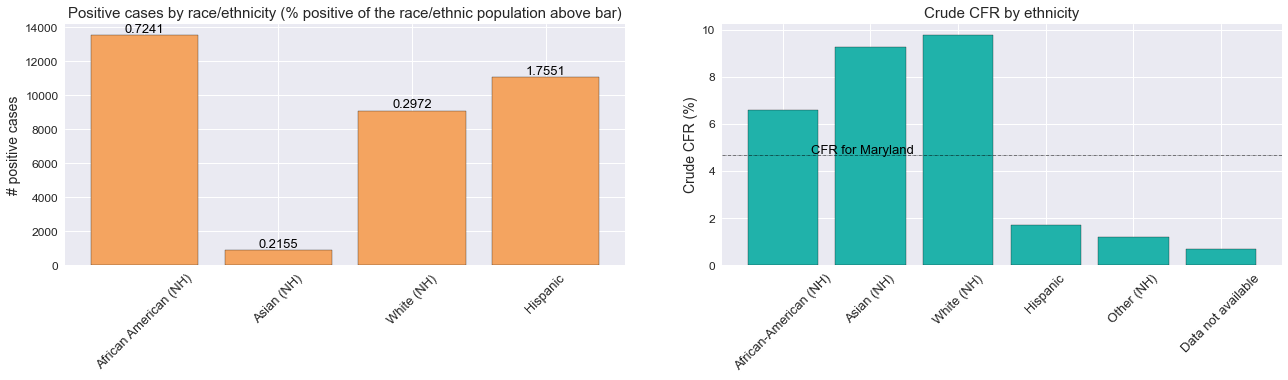 Positive cases by race/ethnicity (% positive of the race/ethnic population above bar)
# positive cases
14000
12000
10000
8000
6000
4000
2000
0
0.7241
0.2155
0.2972
1.7551
African American (NH)
Asian (NH)
White (NH)
Hispanic
Crude CFR by ethnicity
Crude CFR (%)
10
8
6
4
2
0
CFR for Maryland
African-American (NH)
Asian (NH)
White (NH)
Hispanic
Other (NH)
Data not available